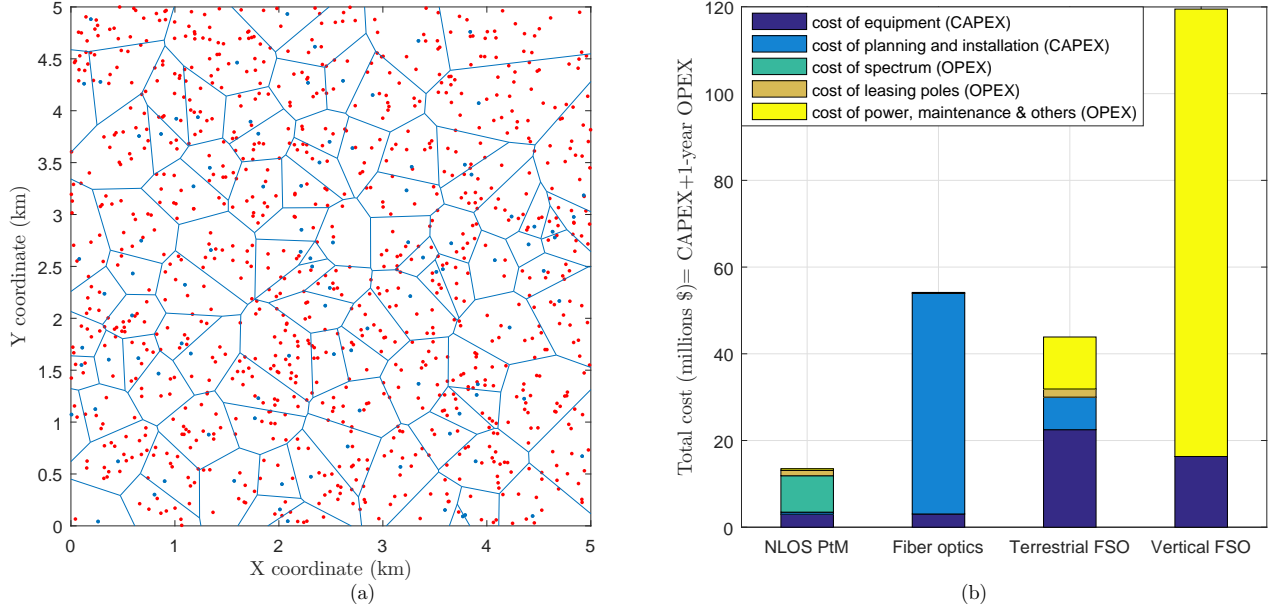 5
4.5
4
3.5
3
2.5
2
1.5
1
0.5
0
Y coordinate (km)
0 1 2 3 4 5
X coordinate (km)
(a)
120
100
80
60
40
20
0
Total cost (millions $)= CAPEX+1-year OPEX
cost of equipment (CAPEX)
cost of planning and installation (CAPEX)
cost of spectrum (OPEX)
cost of leasing poles (OPEX)
cost of power, maintenance & others (OPEX)
NLOS PtM Fiber optics Terrestrial FSO Vertical FSO
(b)